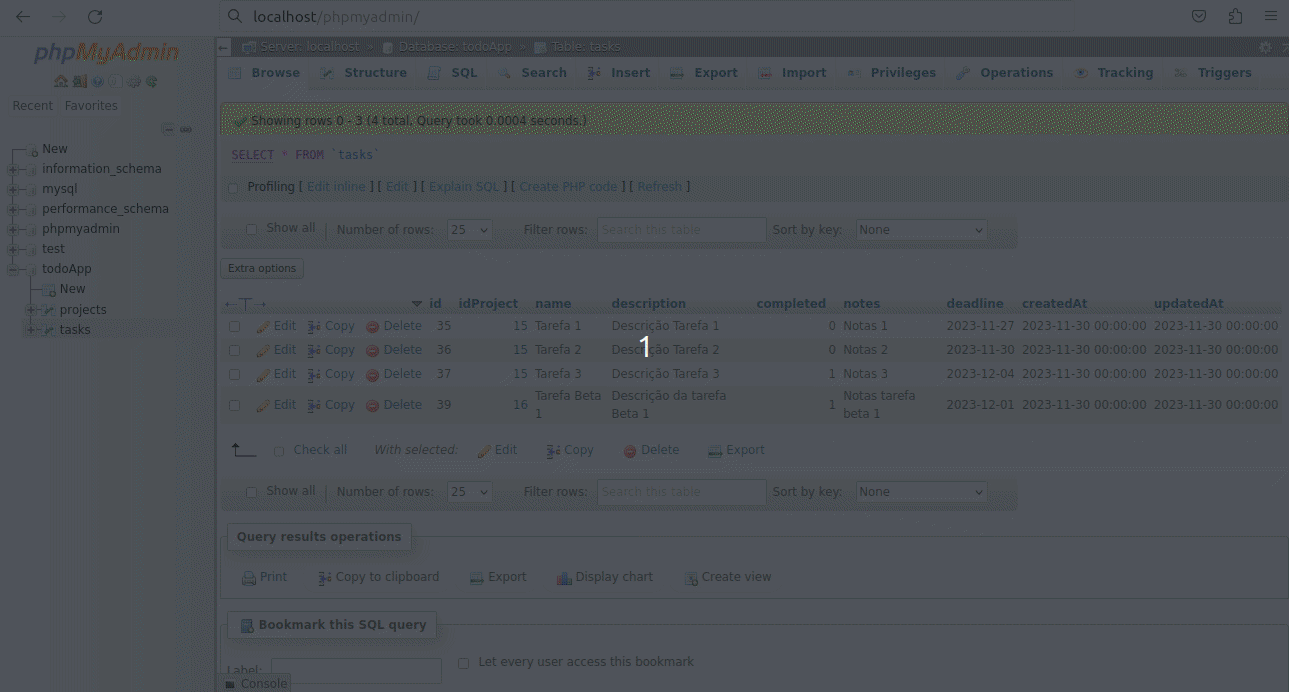 localhost/phpmyadmin/
phpMyAdmin
Recent Favorites
New
information_schema
mysql
performance_schema
phpmyadmin
test
todoApp
New
projects
tasks
Server: localhost » Database: todoApp » Table: tasks
Browse Structure SQL Search Insert Export Import Privileges Operations Tracking Triggers
Showing rows 0 - 3 (4 total, Query took 0.0004 seconds.)
SELECT * FROM `tasks`
Profiling [ Edit inline ] [ Edit ] [ Explain SQL ] [ Create PHP code ] [ Refresh ]
Show all Number of rows: 25 Filter rows: Search this table Sort by key: None
Extra options
id idProject name description completed notes deadline createdAt updatedAt
Edit Copy Delete 35 15 Tarefa 1 Descrição Tarefa 1 0 Notas 1 2023-11-27 2023-11-30 00:00:00 2023-11-30 00:00:00
Edit Copy Delete 36 15 Tarefa 2 Descrição Tarefa 2 0 Notas 2 2023-11-30 2023-11-30 00:00:00 2023-11-30 00:00:00
1
Edit Copy Delete 37 15 Tarefa 3 Descrição Tarefa 3 1 Notas 3 2023-12-04 2023-11-30 00:00:00 2023-11-30 00:00:00
Edit Copy Delete 39 16 Tarefa Beta 1 Descrição da tarefa Beta 1 1 Notas tarefa beta 1 2023-12-01 2023-11-30 00:00:00 2023-11-30 00:00:00
Check all With selected: Edit Copy Delete Export
Show all Number of rows: 25 Filter rows: Search this table Sort by key: None
Query results operations
Print Copy to clipboard Export Display chart Create view
Bookmark this SQL query
Label: Let every user access this bookmark
Console